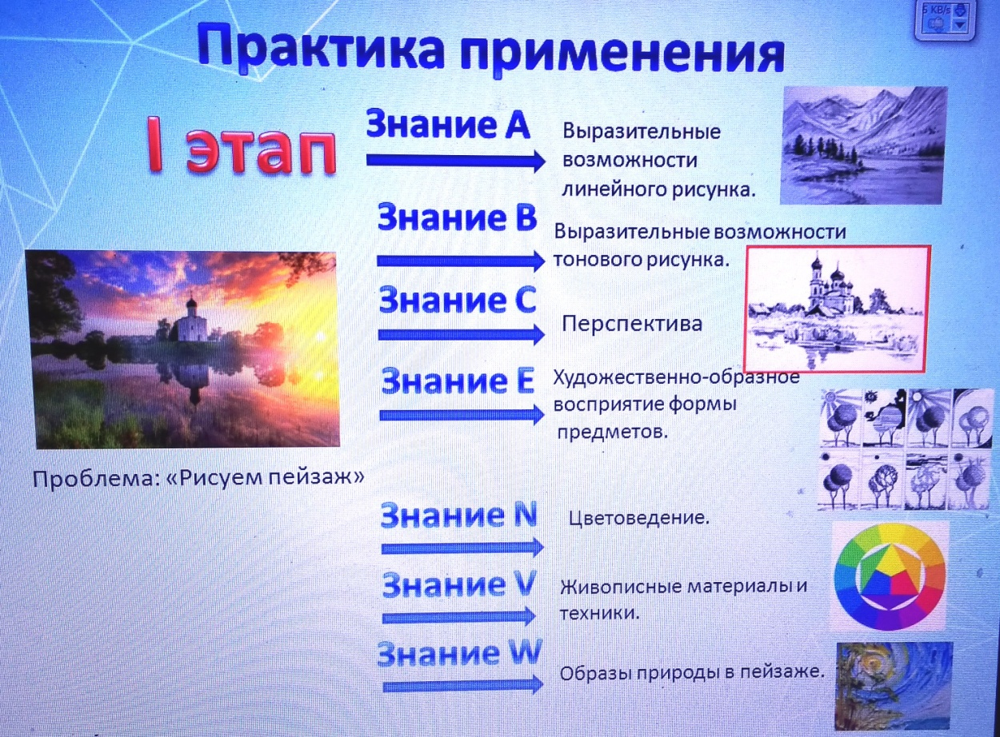 5 KB/s
Практика применения
I этап
Знание A
Выразительные
возможности
линейного рисунка.
Знание B
Выразительные возможности
тонового рисунка.
Знание C
Перспектива
Знание E
Художественно-образное
восприятие формы
предметов.
Проблема: «Рисуем пейзаж»
Знание N
Цветоведение.
Знание V
Живописные материалы и
техники.
Знание W
Образы природы в пейзаже.